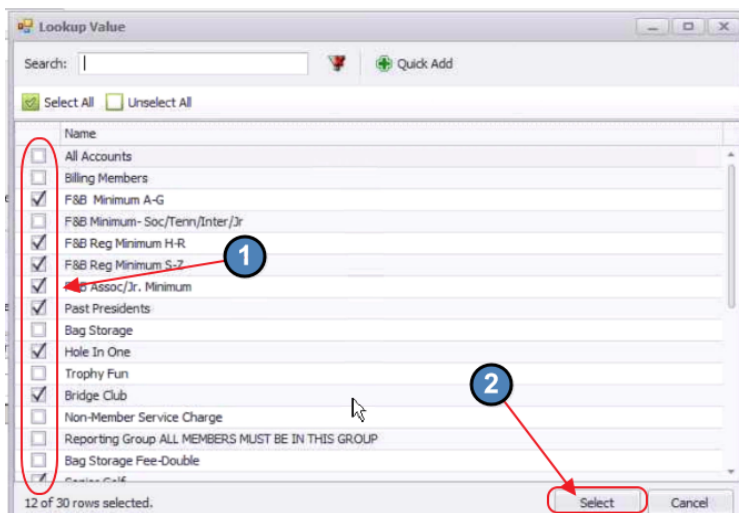 Lookup Value
Search: Quick Add
Select All Unselect All
Name
All Accounts
Billing Members
F&B Minimum A-G
F&B Minimum- Soc/Tenn/Inter/Jr
F&B Reg Minimum H-R
1
F&B Reg Minimum S-Z
F&B Assoc/Jr. Minimum
Past Presidents
Bag Storage
Hole In One
Trophy Fun
Bridge Club
2
Non-Member Service Charge
Reporting Group ALL MEMBERS MUST BE IN THIS GROUP
Bag Storage Fee-Double
Senior Golf
12 of 30 rows selected. Select Cancel